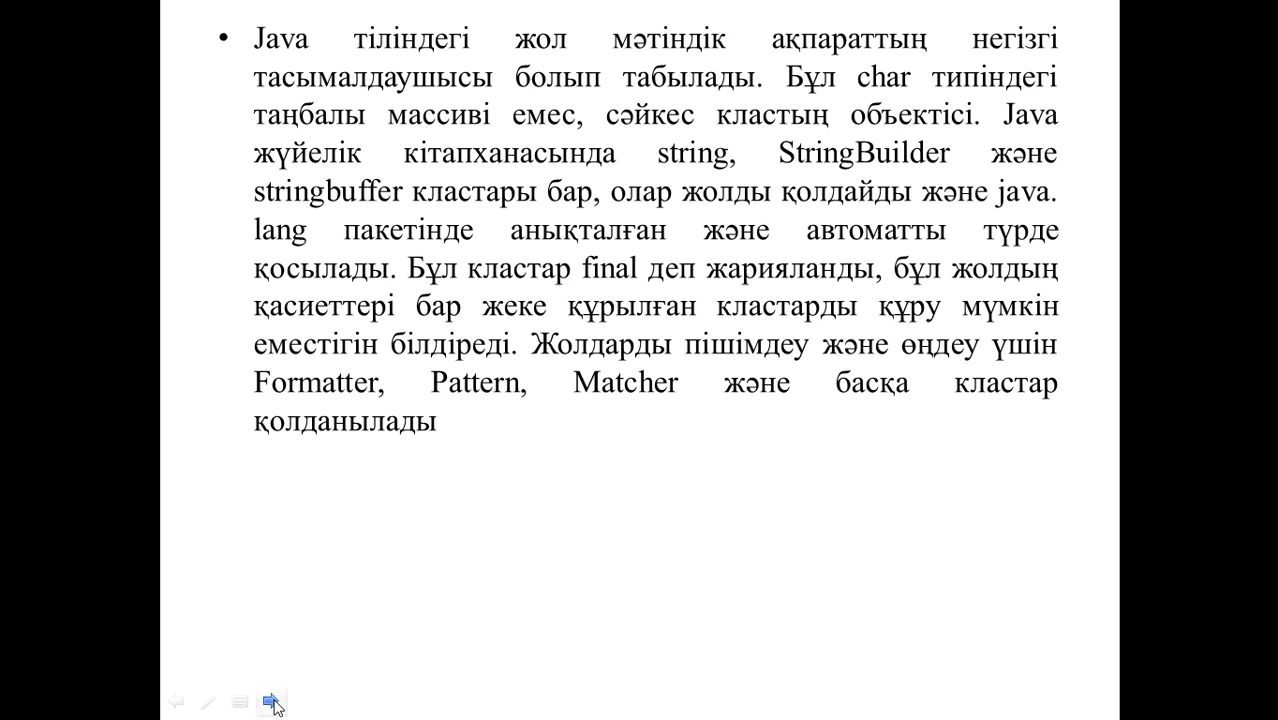 • Java тіліндегі жол мәтіндік ақпараттың негізгі
тасымалдаушысы болып табылады. Бұл char типіндегі
таңбалы массиві емес, сәйкес кластың объектісі. Java
жүйелік кітапханасында string, StringBuilder және
stringbuffer кластары бар, олар жолды қолдайды және java.
lang пакетінде анықталған және автоматты түрде
қосылады. Бұл кластар final деп жарияланды, бұл жолдың
қасиеттері бар жеке құрылған кластарды құру мүмкін
еместігін білдіреді. Жолдарды пішімдеу және өңдеу үшін
Formatter, Pattern, Matcher және басқа кластар
қолданылады